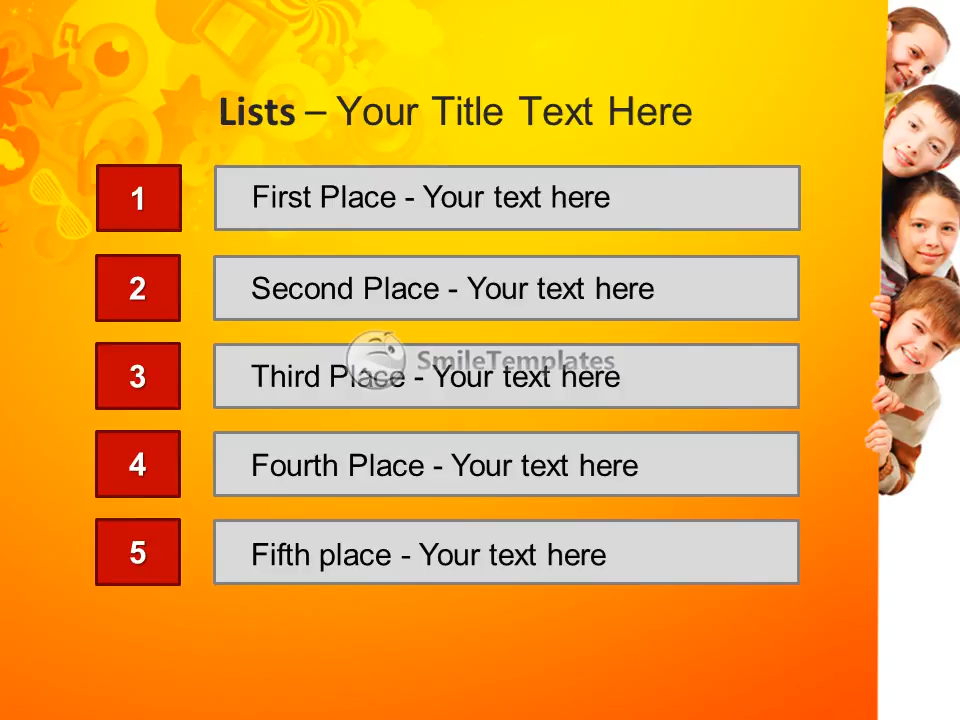 Lists – Your Title Text Here
1 First Place - Your text here
2 Second Place - Your text here
SmileTemplates
3 Third Place - Your text here
4 Fourth Place - Your text here
5 Fifth place - Your text here